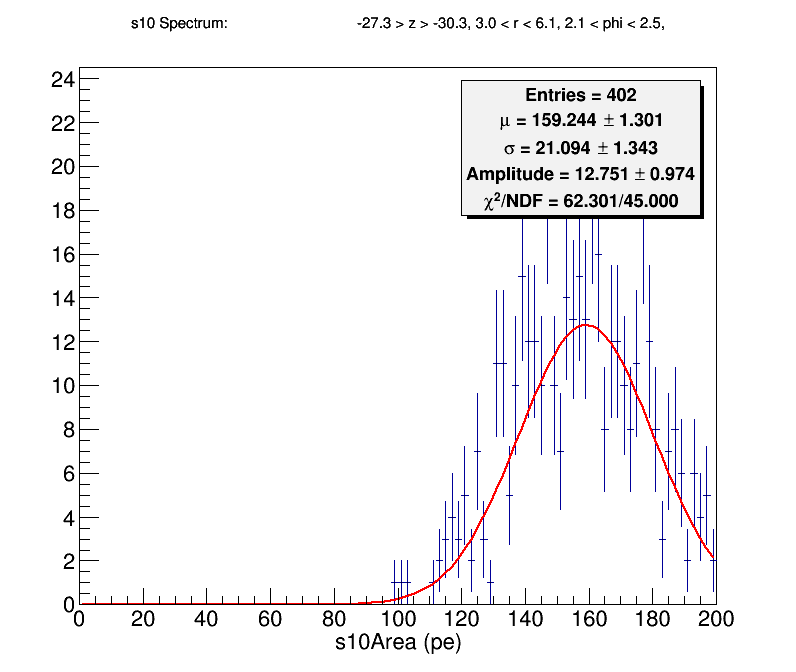 s10 Spectrum: -27.3 > z > -30.3, 3.0 < r < 6.1, 2.1 < phi < 2.5,
Entries = 402
μ = 159.244 ± 1.301
σ = 21.094 ± 1.343
Amplitude = 12.751 ± 0.974
χ²/NDF = 62.301/45.000
24
22
20
18
16
14
12
10
8
6
4
2
0
0 20 40 60 80 100 120 140 160 180 200
s10Area (pe)